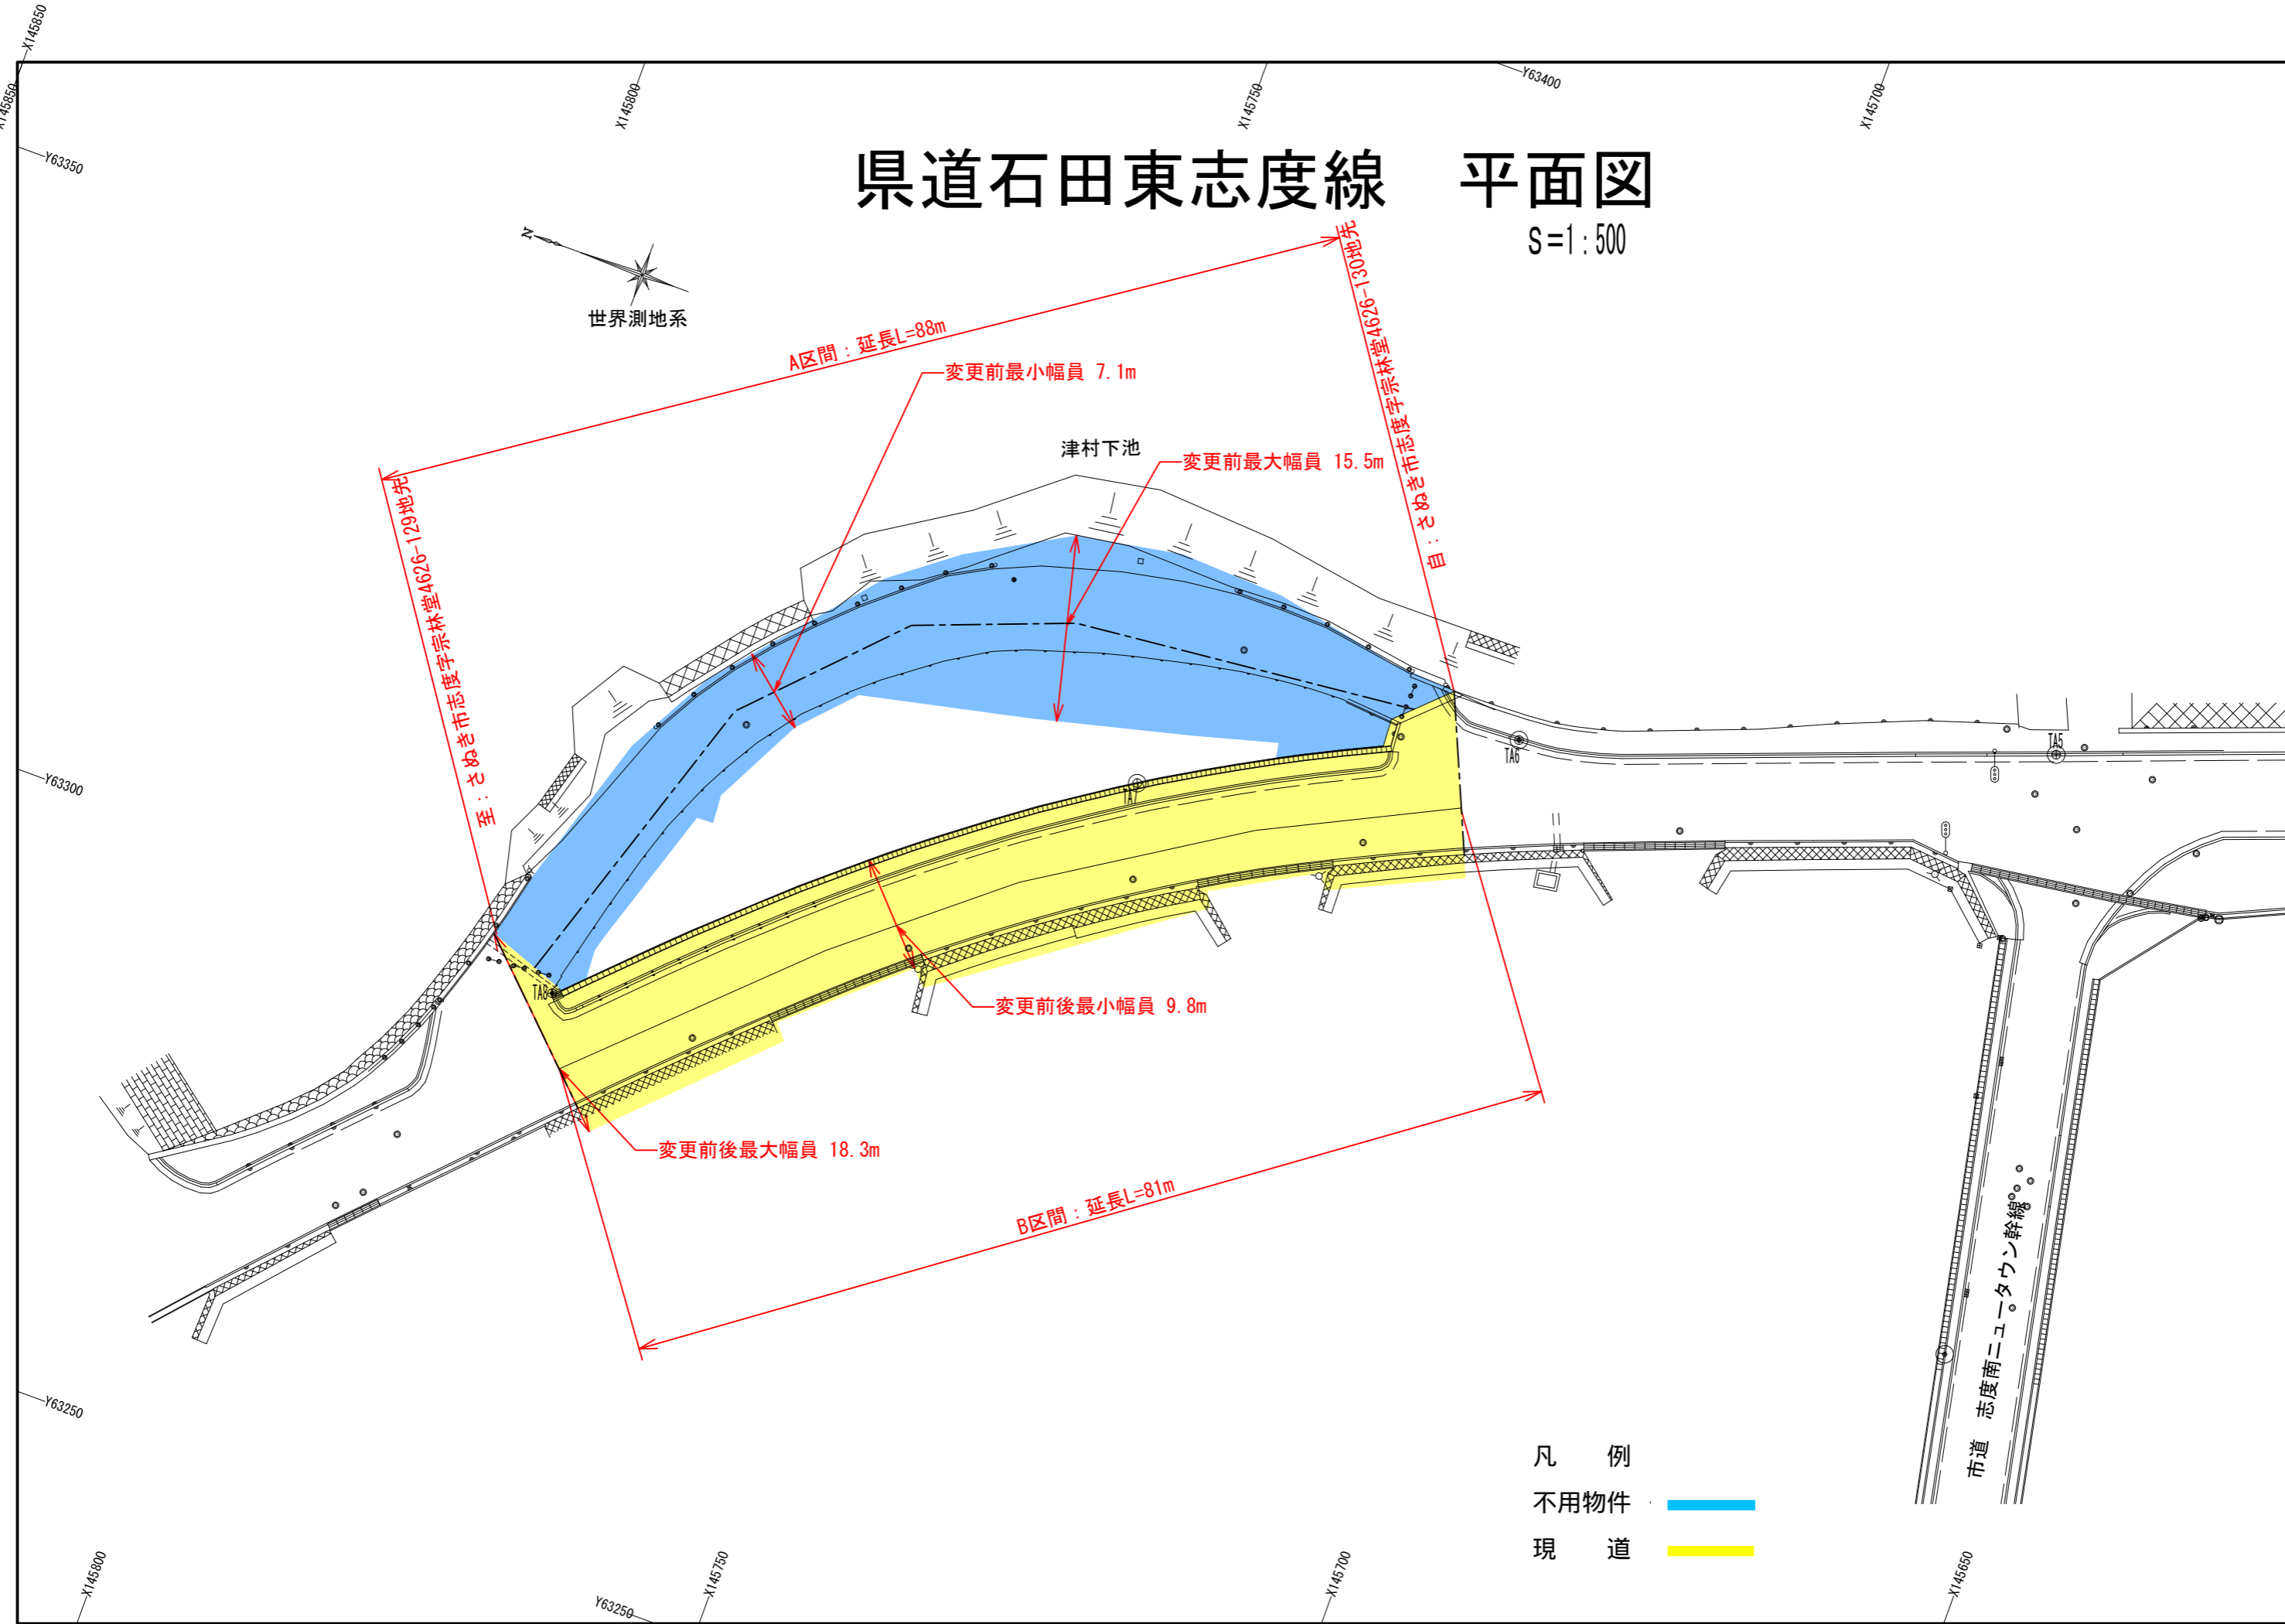 X145850
X145850
X145800
X145750
Y63400
X145700
Y63350
県道石田東志度線　平面図
S=1:500
N
世界測地系
A区間：延長L=88m
変更前最小幅員 7.1m
津村下池
変更前最大幅員 15.5m
自：さぬき市志度字宗林堂4626-130地先
至：さぬき市志度字宗林堂4626-129地先
Y63300
TA6
TA5
TA7
TA8
変更前後最小幅員 9.8m
変更前後最大幅員 18.3m
B区間：延長L=81m
市道　志度南ニュータウン幹線
Y63250
凡　例
不用物件
現　道
X145800
X145750
Y63250
X145700
X145650